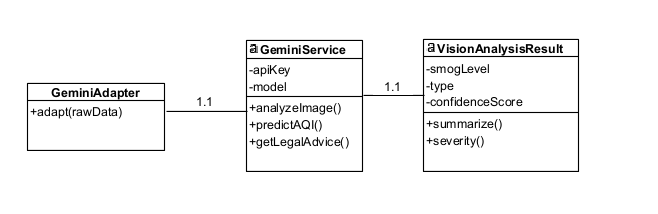 GeminiAdapter
+adapt(rawData)
1.1
a GeminiService
-apiKey
-model
+analyzeImage()
+predictAQI()
+getLegalAdvice()
1.1
a VisionAnalysisResult
-smogLevel
-type
-confidenceScore
+summarize()
+severity()